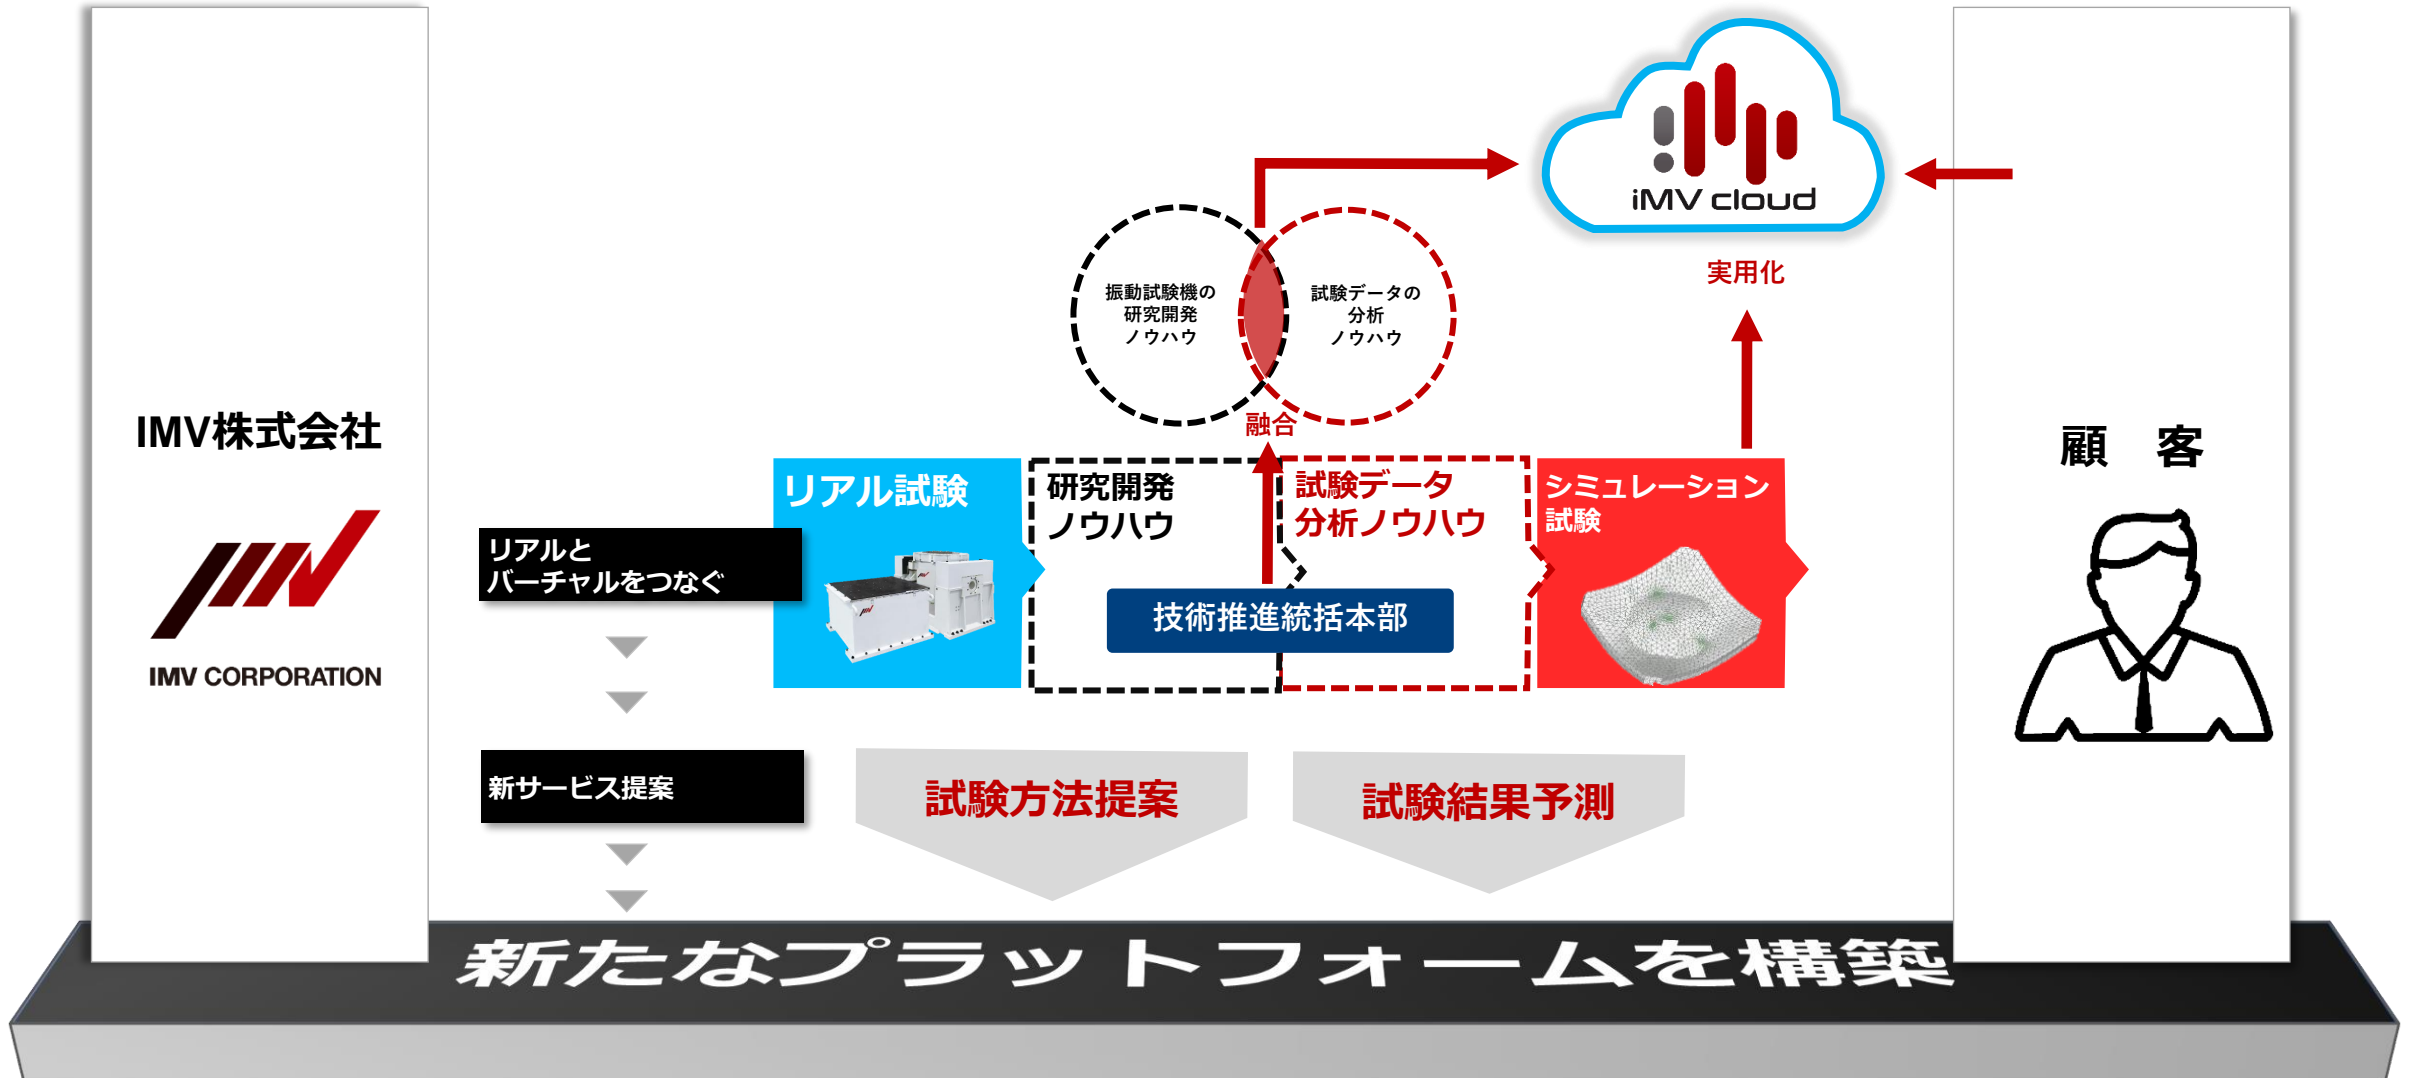 iMV cloud
実用化
振動試験機の
研究開発
ノウハウ
試験データの
分析
ノウハウ
融合
IMV株式会社
IMV CORPORATION
顧 客
リアルと
バーチャルをつなぐ
リアル試験
研究開発
ノウハウ
試験データ
分析ノウハウ
シミュレーション
試験
技術推進統括本部
新サービス提案
試験方法提案
試験結果予測
新たなプラットフォームを構築